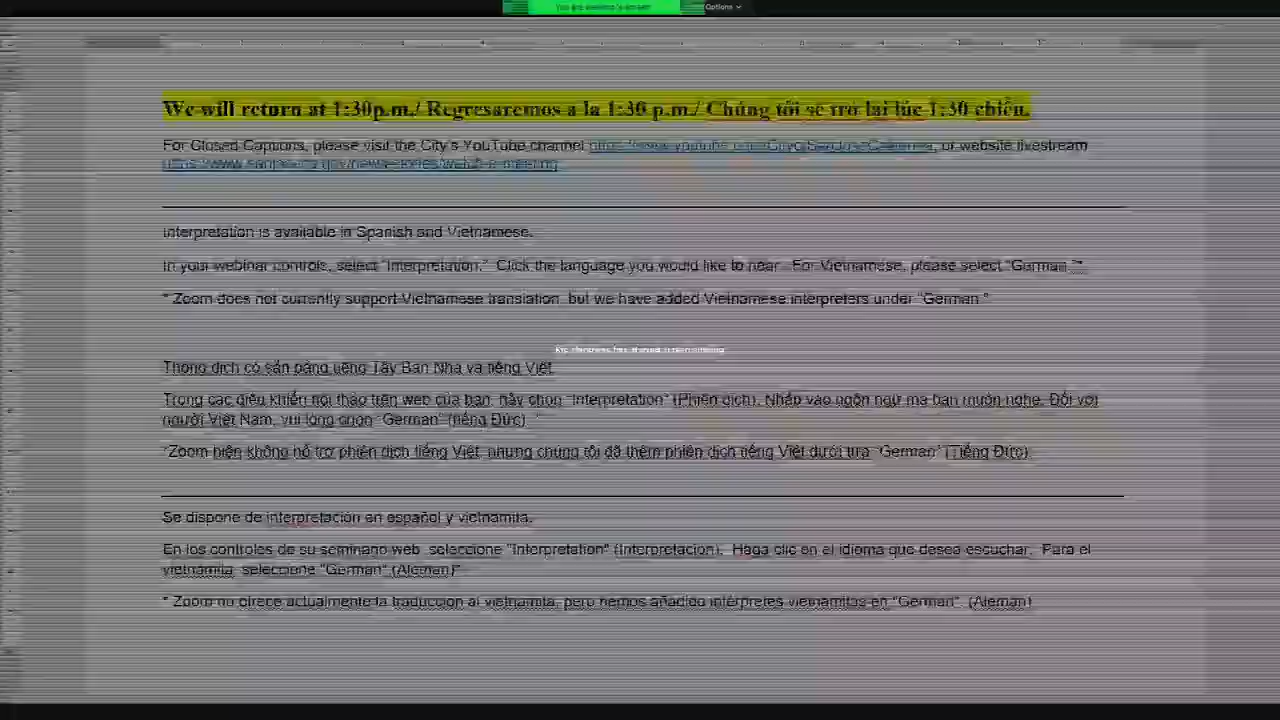 Options
We will return at 1:30p.m./ Regresaremos a la 1:30 p.m./ Chúng tôi sẽ trở lại lúc 1:30 chiều.
For Closed Captions, please visit the City's YouTube channel or website livestream
Interpretation is available in Spanish and Vietnamese.
In your webinar controls, select "Interpretation." Click the language you would like to hear. For Vietnamese, please select "German."*
* Zoom does not currently support Vietnamese translation, but we have added Vietnamese interpreters under "German."
Thông dịch có sẵn bằng tiếng Tây Ban Nha và tiếng Việt.
Trong các điều khiển hội thảo trên web của bạn, hãy chọn "Interpretation" (Phiên dịch). Nhấp vào ngôn ngữ mà bạn muốn nghe. Đối với
người Việt Nam, vui lòng chọn "German" (tiếng Đức).
*Zoom hiện không hỗ trợ phiên dịch tiếng Việt, nhưng chúng tôi đã thêm phiên dịch tiếng Việt dưới "German" (Tiếng Đức).
Se dispone de interpretación en español y vietnamita.
En los controles de su seminario web, seleccione "Interpretation" (Interpretación). Haga clic en el idioma que desea escuchar. Para el
vietnamita, seleccione "German" (Alemán)*
* Zoom no ofrece actualmente la traducción al vietnamita, pero hemos añadido intérpretes vietnamitas en "German". (Alemán)